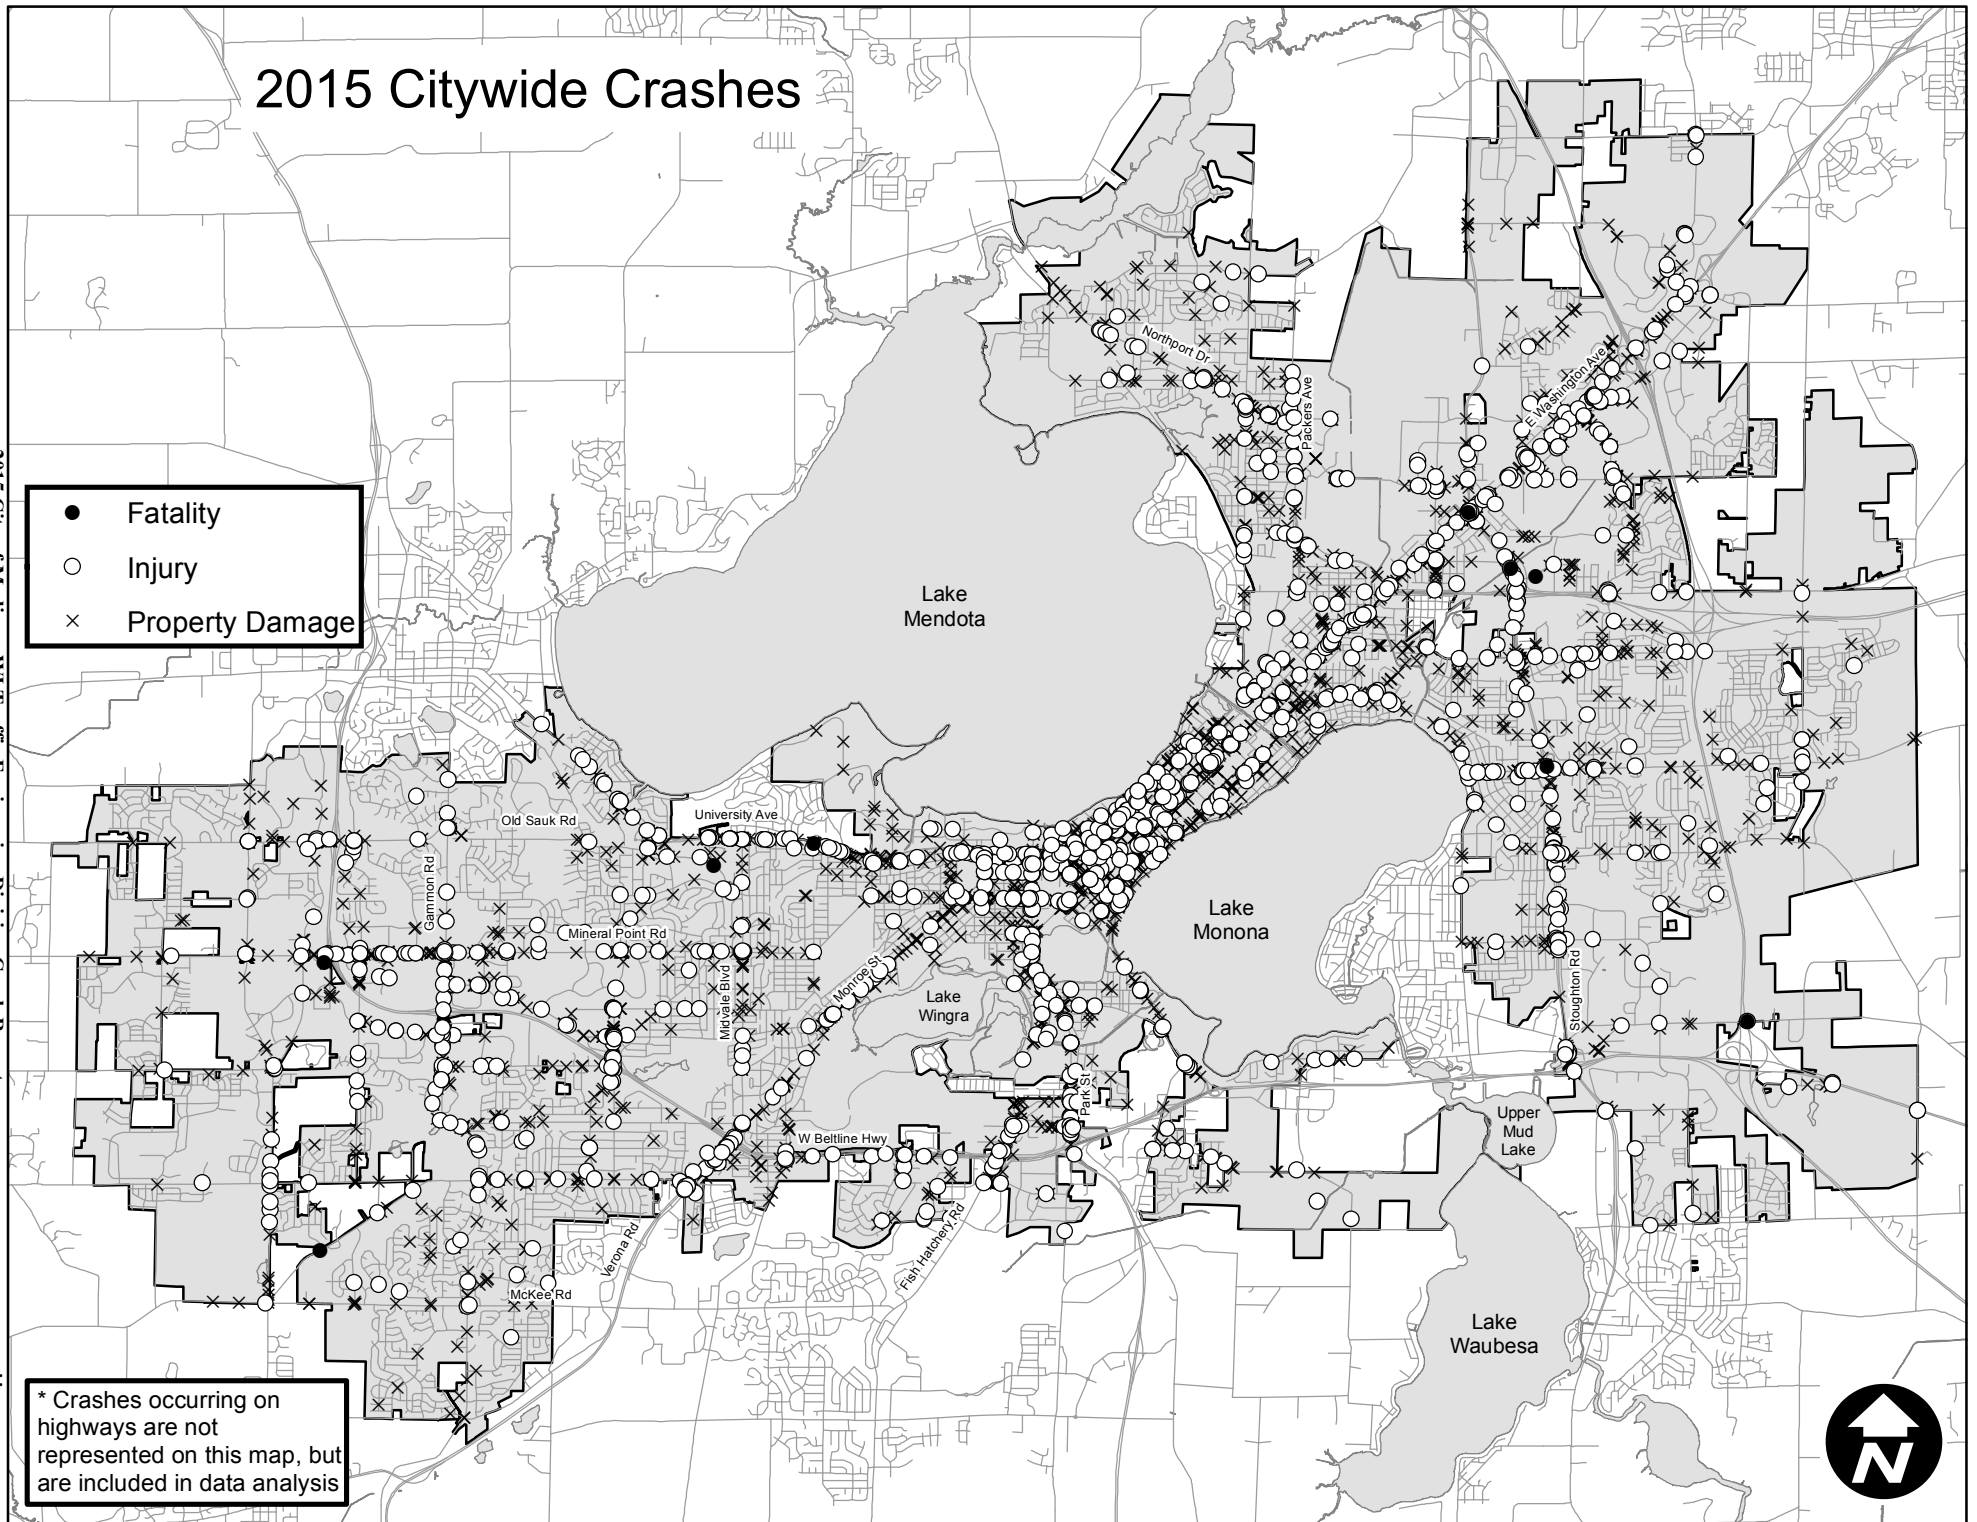 2015 Citywide Crashes
Northport Dr
Packers Ave
E Washington Ave
Fatality
Injury
Property Damage
Lake
Mendota
University Ave
Old Sauk Rd
Gammon Rd
Mineral Point Rd
Midvale Blvd
Monroe St
Lake
Wingra
Lake
Monona
Stoughton Rd
Park St
W Beltline Hwy
Upper
Mud
Lake
Verona Rd
Fish Hatchery Rd
McKee Rd
Lake
Waubesa
* Crashes occurring on
highways are not
represented on this map, but
are included in data analysis
N